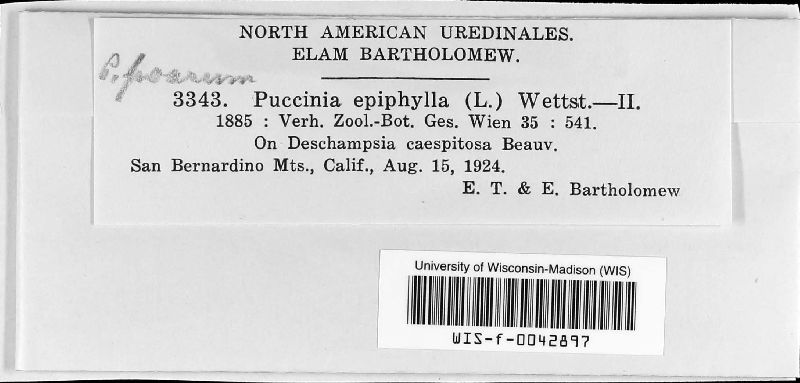 NORTH AMERICAN UREDINALES.
ELAM BARTHOLOMEW.
P. poarum
3343. Puccinia epiphylla (L.) Wettst.—II.
1885 : Verh. Zool.-Bot. Ges. Wien 35 : 541.
On Deschampsia caespitosa Beauv.
San Bernardino Mts., Calif., Aug. 15, 1924.
E. T. & E. Bartholomew
University of Wisconsin-Madison (WIS)
WIS-f-0042897